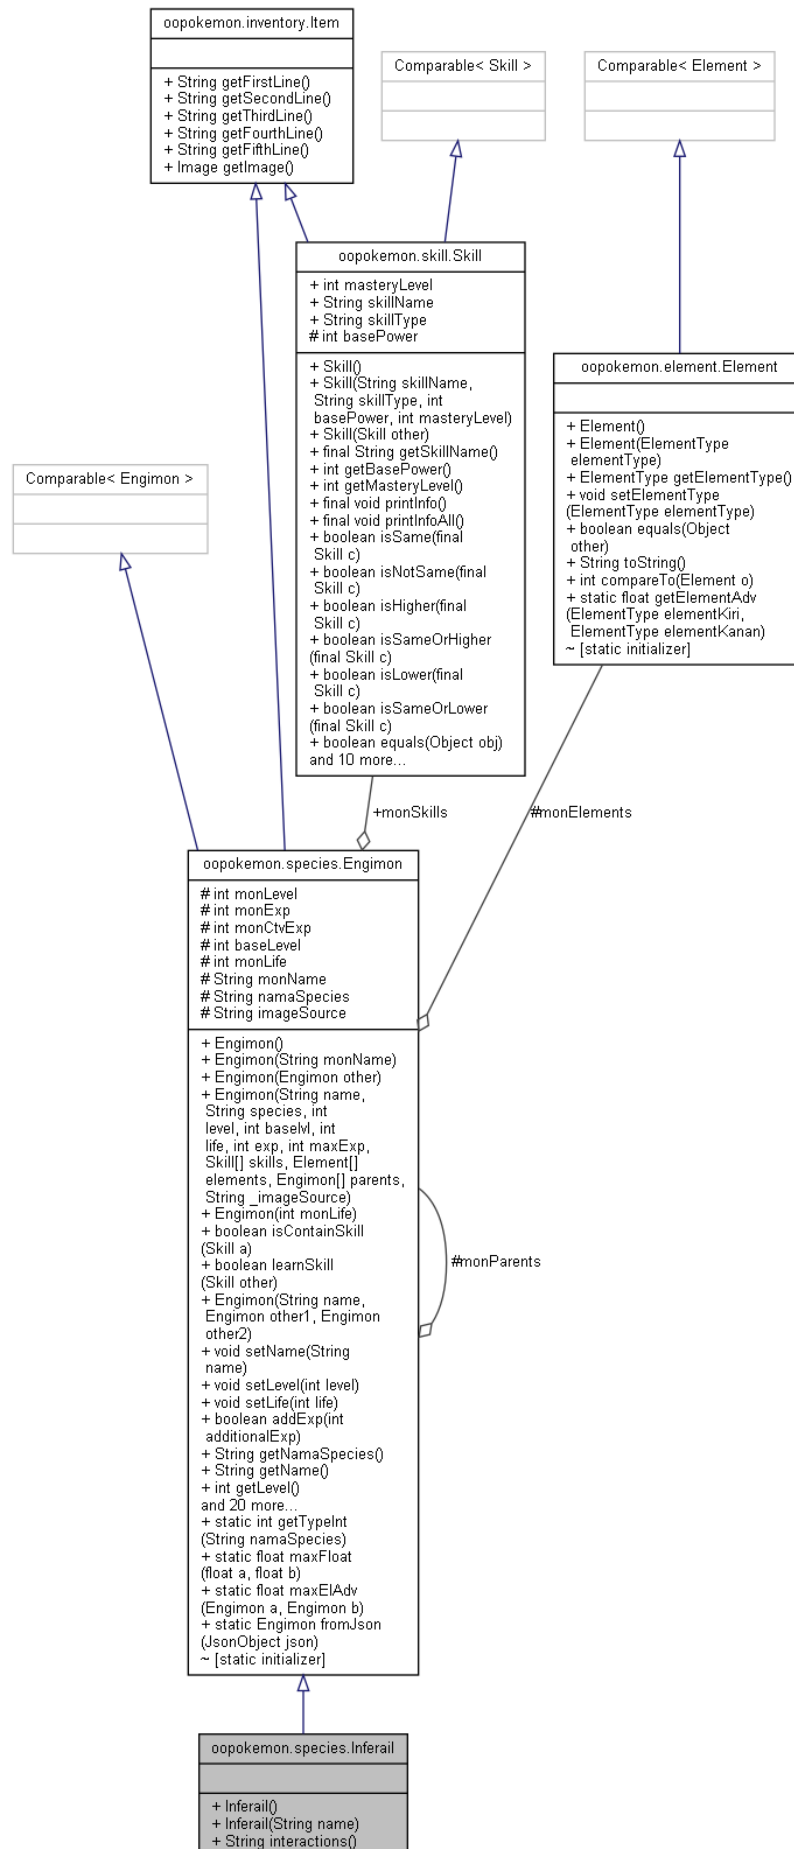 oopokemon.inventory.Item
+ String getFirstLine()
+ String getSecondLine()
+ String getThirdLine()
+ String getFourthLine()
+ String getFifthLine()
+ Image getImage()
Comparable< Skill >
Comparable< Element >
oopokemon.skill.Skill
+ int masteryLevel
+ String skillName
+ String skillType
# int basePower
+ Skill()
+ Skill(String skillName,
String skillType, int
basePower, int masteryLevel)
+ Skill(Skill other)
+ final String getSkillName()
+ int getBasePower()
+ int getMasteryLevel()
+ final void printInfo()
+ final void printInfoAll()
+ boolean isSame(final
Skill c)
+ boolean isNotSame(final
Skill c)
+ boolean isHigher(final
Skill c)
+ boolean isSameOrHigher
(final Skill c)
+ boolean isLower(final
Skill c)
+ boolean isSameOrLower
(final Skill c)
+ boolean equals(Object obj)
and 10 more...
oopokemon.element.Element
+ Element()
+ Element(ElementType
elementType)
+ ElementType getElementType()
+ void setElementType
(ElementType elementType)
+ boolean equals(Object
other)
+ String toString()
+ int compareTo(Element o)
+ static float getElementAdv
(ElementType elementKiri,
ElementType elementKanan)
~ [static initializer]
Comparable< Engimon >
+monSkills
#monElements
oopokemon.species.Engimon
# int monLevel
# int monExp
# int monCtvExp
# int baseLevel
# int monLife
# String monName
# String namaSpecies
# String imageSource
+ Engimon()
+ Engimon(String monName)
+ Engimon(Engimon other)
+ Engimon(String name,
String species, int
level, int baselvl, int
life, int exp, int maxExp,
Skill[] skills, Element[]
elements, Engimon[] parents,
String _imageSource)
+ Engimon(int monLife)
+ boolean isContainSkill
(Skill a)
+ boolean learnSkill
(Skill other)
+ Engimon(String name,
Engimon other1, Engimon
other2)
+ void setName(String
name)
+ void setLevel(int level)
+ void setLife(int life)
+ boolean addExp(int
additionalExp)
+ String getNamaSpecies()
+ String getName()
+ int getLevel()
and 20 more...
+ static int getTypeInt
(String namaSpecies)
+ static float maxFloat
(float a, float b)
+ static float maxElAdv
(Engimon a, Engimon b)
+ static Engimon fromJson
(JsonObject json)
~ [static initializer]
#monParents
oopokemon.species.Inferail
+ Inferail()
+ Inferail(String name)
+ String interactions()